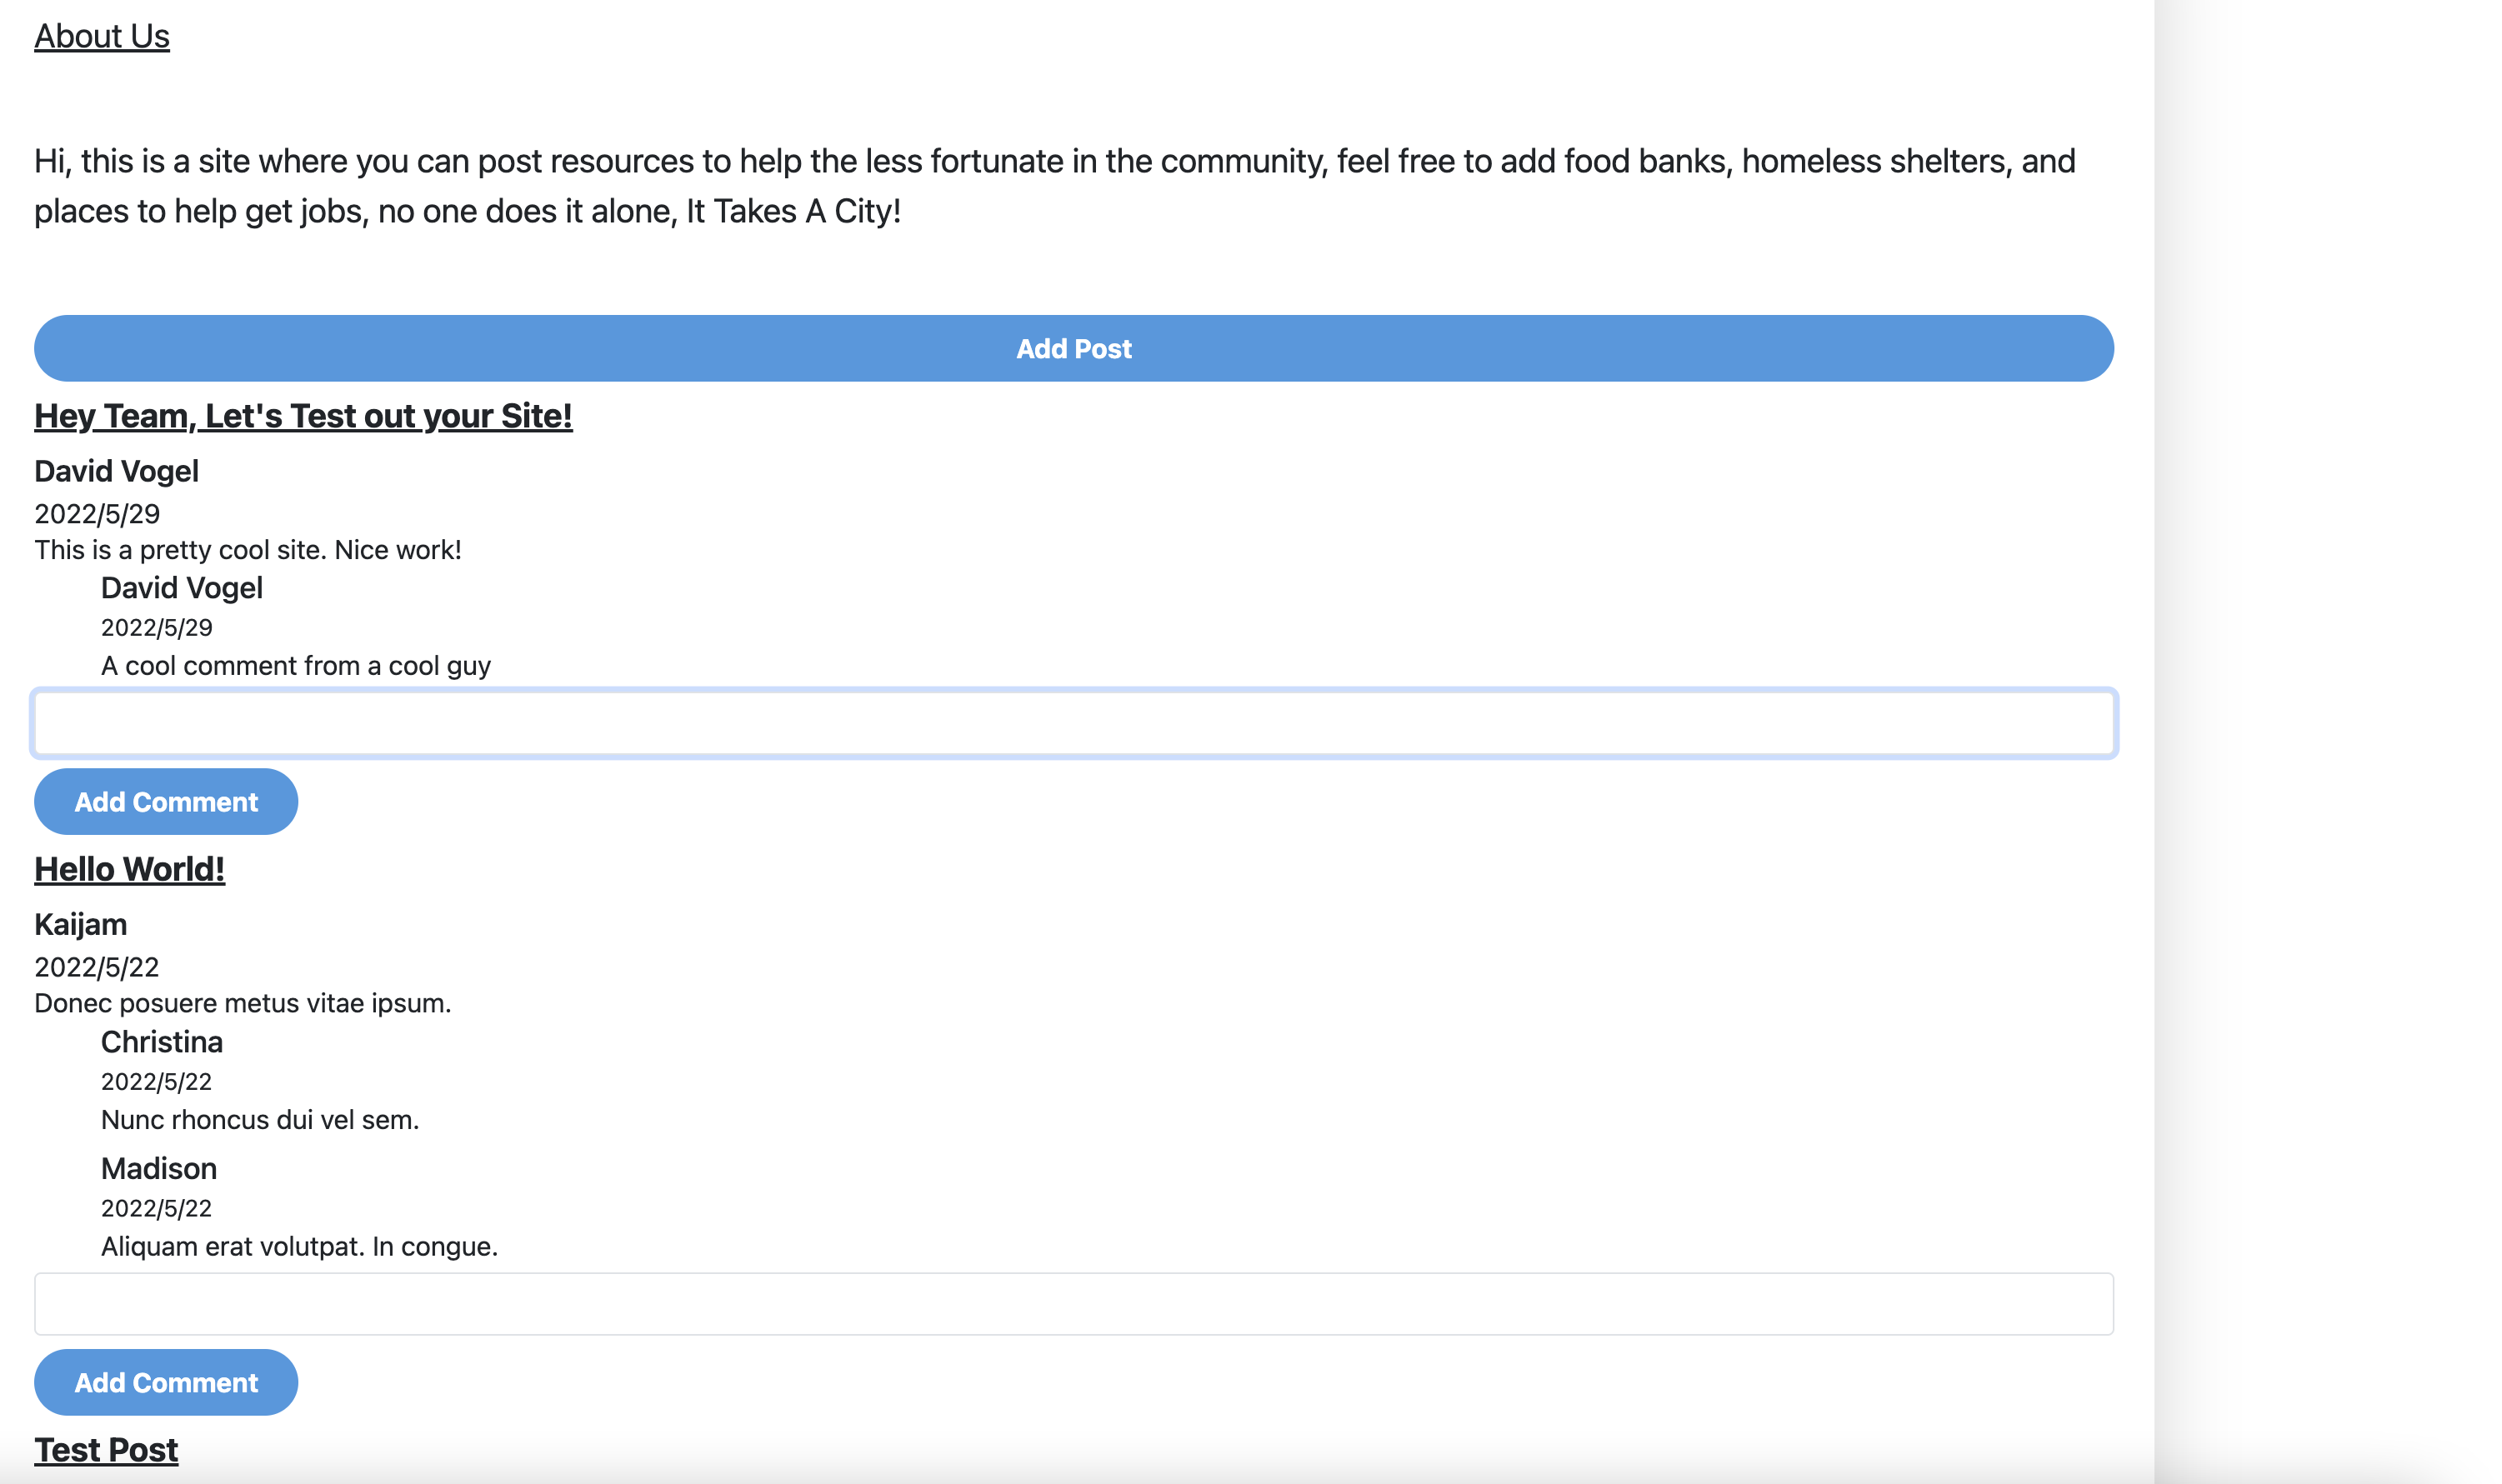 About Us
Hi, this is a site where you can post resources to help the less fortunate in the community, feel free to add food banks, homeless shelters, and
places to help get jobs, no one does it alone, It Takes A City!
Add Post
Hey Team, Let's Test out your Site!
David Vogel
2022/5/29
This is a pretty cool site. Nice work!
David Vogel
2022/5/29
A cool comment from a cool guy
Add Comment
Hello World!
Kaijam
2022/5/22
Donec posuere metus vitae ipsum.
Christina
2022/5/22
Nunc rhoncus dui vel sem.
Madison
2022/5/22
Aliquam erat volutpat. In congue.
Add Comment
Test Post